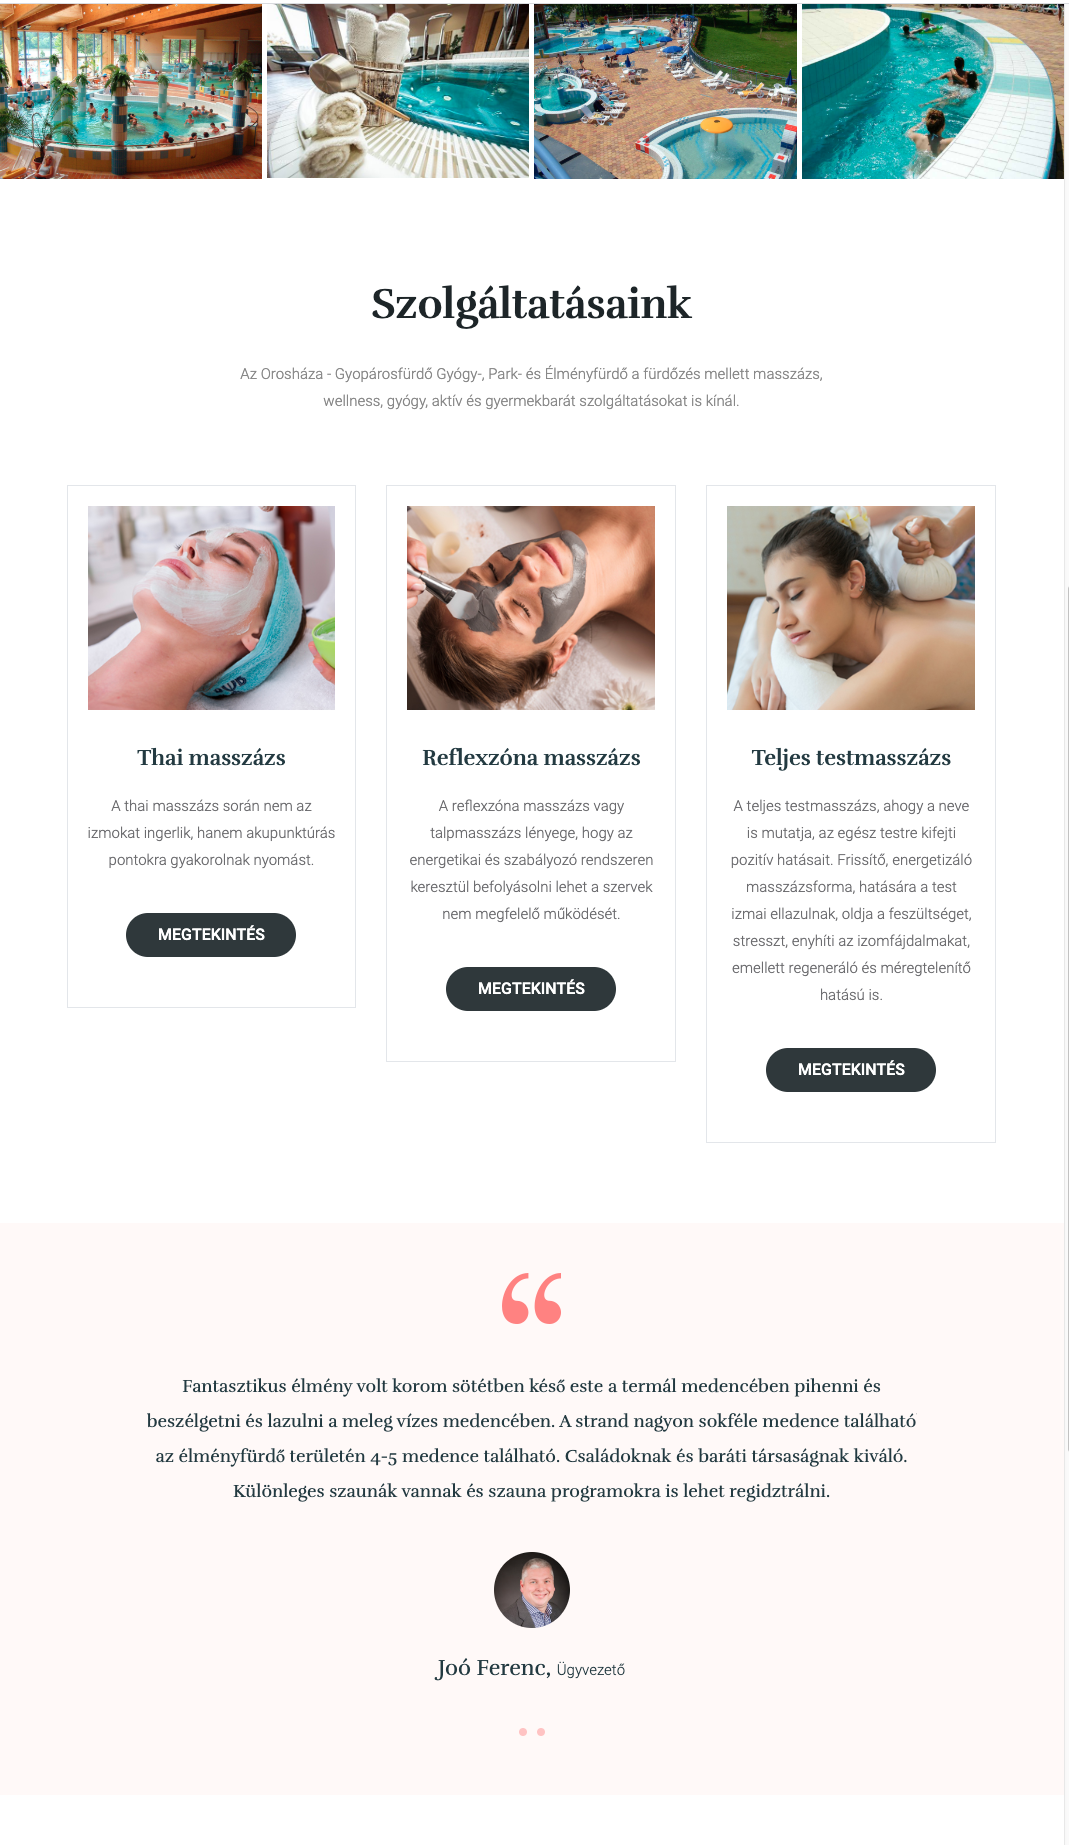 Szolgáltatásaink
Az Orosháza - Gyopárosfürdő Gyógy-, Park- és Élményfürdő a fürdőzés mellett masszázs,
wellness, gyógy, aktív és gyermekbarát szolgáltatásokat is kínál.
Thai masszázs
A thai masszázs során nem az
izmokat ingerlik, hanem akupunktúrás
pontokra gyakorolnak nyomást.
MEGTEKINTÉS
Reflexzóna masszázs
A reflexzóna masszázs vagy
talpmasszázs lényege, hogy az
energetikai és szabályozó rendszeren
keresztül befolyásolni lehet a szervek
nem megfelelő működését.
MEGTEKINTÉS
Teljes testmasszázs
A teljes testmasszázs, ahogy a neve
is mutatja, az egész testre kifejti
pozitív hatásait. Frissítő, energetizáló
masszázsforma, hatására a test
izmai ellazulnak, oldja a feszültséget,
stresszt, enyhíti az izomfájdalmakat,
emellett regeneráló és méregtelenítő
hatású is.
MEGTEKINTÉS
“
Fantasztikus élmény volt korom sötétben késő este a termál medencében pihenni és
beszélgetni és lazulni a meleg vízes medencében. A strand nagyon sokféle medence található
az élményfürdő területén 4-5 medence található. Családoknak és baráti társaságnak kiváló.
Különleges szaunák vannak és szauna programokra is lehet regidztrálni.
Joó Ferenc, Ügyvezető